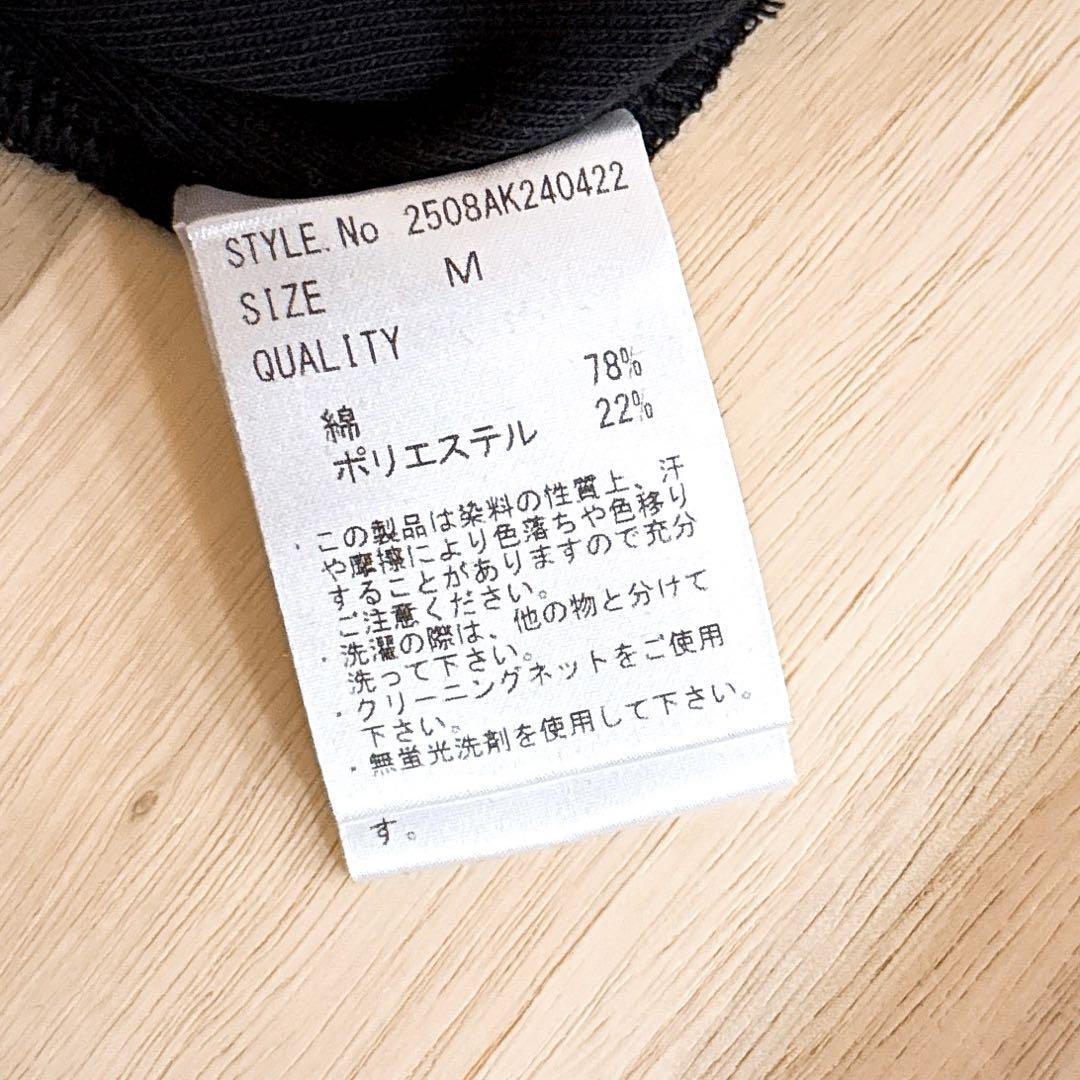 STYLE.No 2508AK240422
SIZE M
QUALITY
綿 78%
ポリエステル 22%
・この製品は染料の性質上、汗
や摩擦により色落ちや色移り
することがありますので充分
ご注意ください。
・洗濯の際は、他の物と分けて
洗って下さい。
・クリーニングネットをご使用
下さい。
・無蛍光洗剤を使用して下さい。
す。